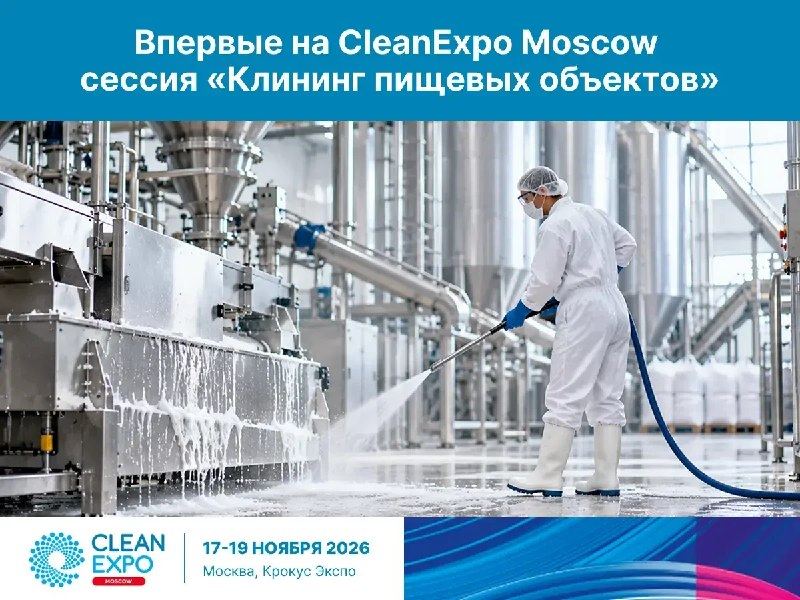 Впервые на CleanExpo Moscow
сессия «Клининг пищевых объектов»
CLEAN
EXPO
MOSCOW
17-19 НОЯБРЯ 2026
Москва, Крокус Экспо